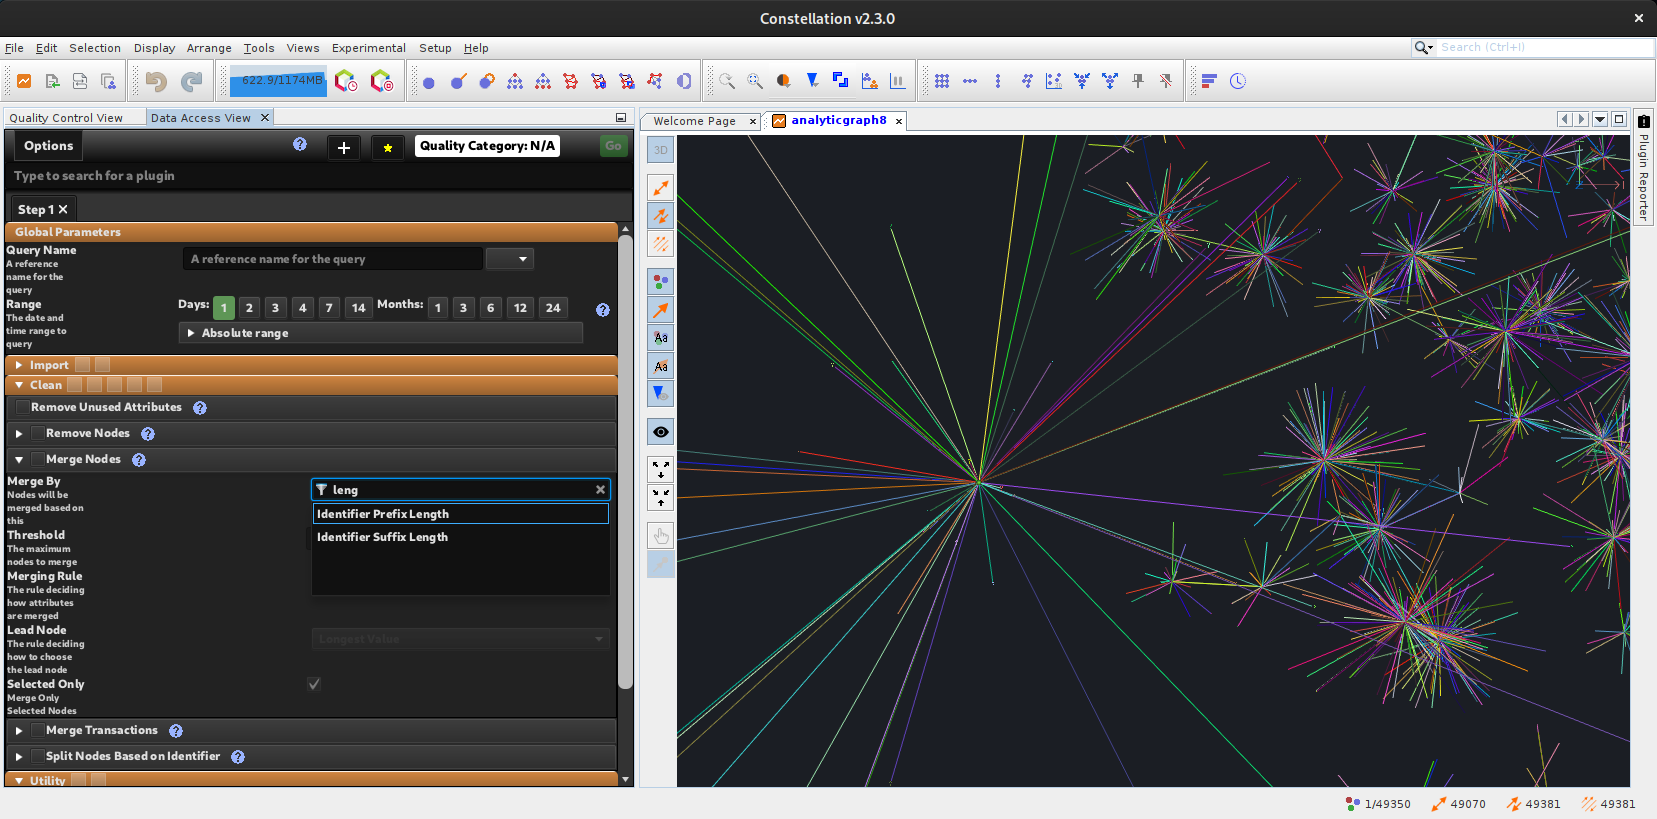 Constellation v2.3.0
File Edit Selection Display Arrange Tools Views Experimental Setup Help
Search (Ctrl+I)
622.9/1174MB
Quality Control View
Data Access View
Welcome Page
analyticgraph8
Options
Quality Category: N/A
Go
Type to search for a plugin
Step 1
Global Parameters
Query Name
A reference
name for the
query
A reference name for the query
Range
The date and
time range to
query
Days: 1 2 3 4 7 14 Months: 1 3 6 12 24
Absolute range
Import
Clean
Remove Unused Attributes
Remove Nodes
Merge Nodes
Merge By
Nodes will be
merged based on
this
leng
Identifier Prefix Length
Identifier Suffix Length
Threshold
The maximum
nodes to merge
Merging Rule
The rule deciding
how attributes
are merged
Lead Node
The rule deciding
how to choose
the lead node
Longest Value
Selected Only
Merge Only
Selected Nodes
Merge Transactions
Split Nodes Based on Identifier
Utility
3D
Aa
Aa
Plugin Reporter
1/49350 49070 49381 49381